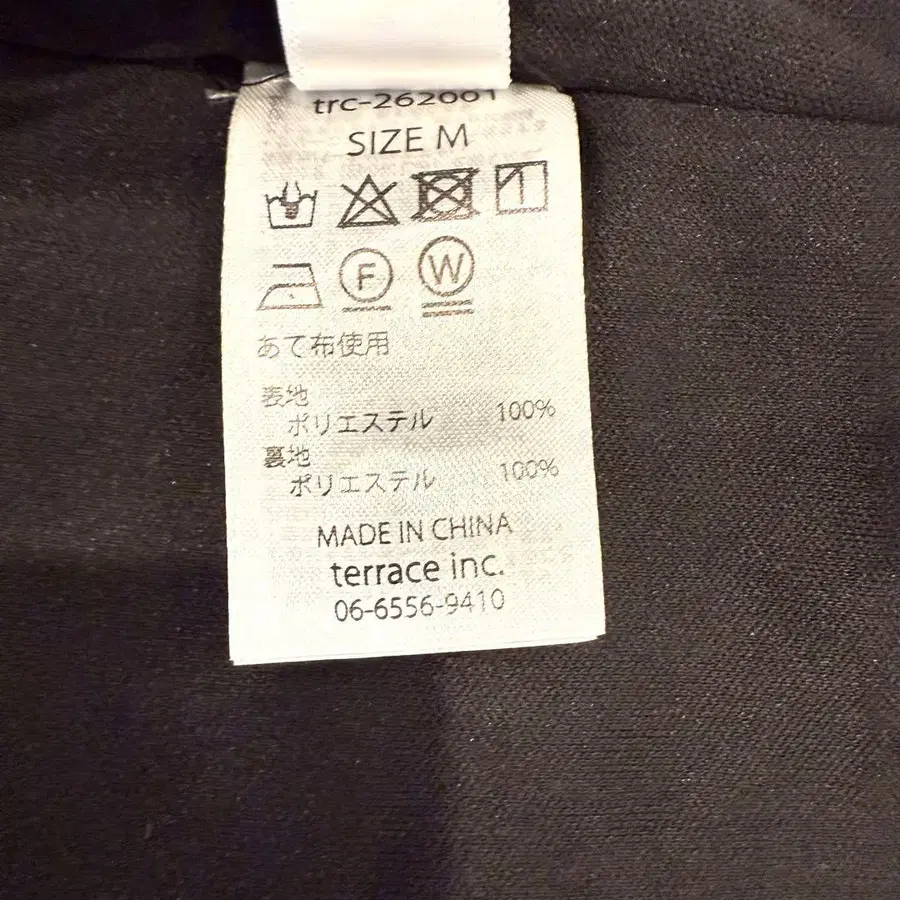 trc-262001
SIZE M
F W
あて布使用
表地
ポリエステル 100%
裏地
ポリエステル 100%
MADE IN CHINA
terrace inc.
06-6556-9410